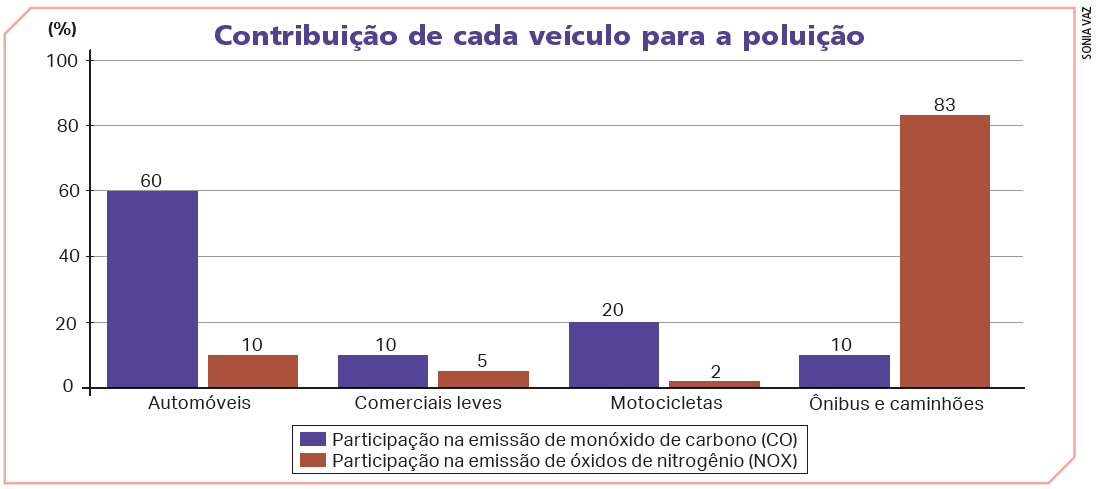 Contribuição de cada veículo para a poluição
(%)
100
80
60
40
20
0
60
10
10
5
20
2
10
83
Automóveis
Comerciais leves
Motocicletas
Ônibus e caminhões
Participação na emissão de monóxido de carbono (CO)
Participação na emissão de óxidos de nitrogênio (NOX)
SONIA VAZ